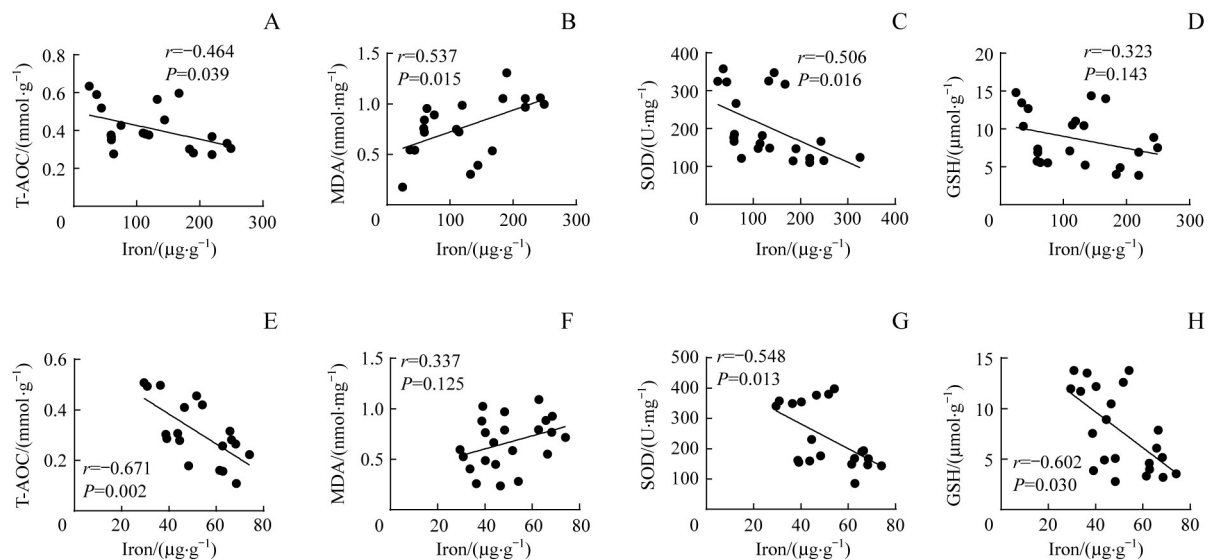 A
r=−0.464
P=0.039
T-AOC/(mmol·g⁻¹)
0.8
0.6
0.4
0.2
0
100
200
300
Iron/(µg·g⁻¹)
B
r=0.537
P=0.015
MDA/(nmol·mg⁻¹)
1.5
1.0
0.5
0
100
200
300
Iron/(µg·g⁻¹)
C
r=−0.506
P=0.016
SOD/(U·mg⁻¹)
400
300
200
100
0
100
200
300
400
Iron/(µg·g⁻¹)
D
r=−0.323
P=0.143
GSH/(µmol·g⁻¹)
20
15
10
5
0
100
200
300
Iron/(µg·g⁻¹)
E
T-AOC/(mmol·g⁻¹)
0.6
0.4
0.2
r=−0.671
P=0.002
0
20
40
60
80
Iron/(µg·g⁻¹)
F
r=0.337
P=0.125
MDA/(nmol·mg⁻¹)
1.5
1.0
0.5
0
20
40
60
80
Iron/(µg·g⁻¹)
G
r=−0.548
P=0.013
SOD/(U·mg⁻¹)
500
400
300
200
100
0
20
40
60
80
Iron/(µg·g⁻¹)
H
GSH/(µmol·g⁻¹)
15
10
5
r=−0.602
P=0.030
0
20
40
60
80
Iron/(µg·g⁻¹)